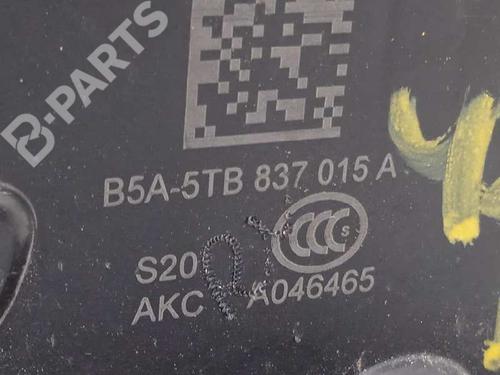 B-PARTS
B5A-5TB 837 015 A
CCC S
S20
AKC A046465